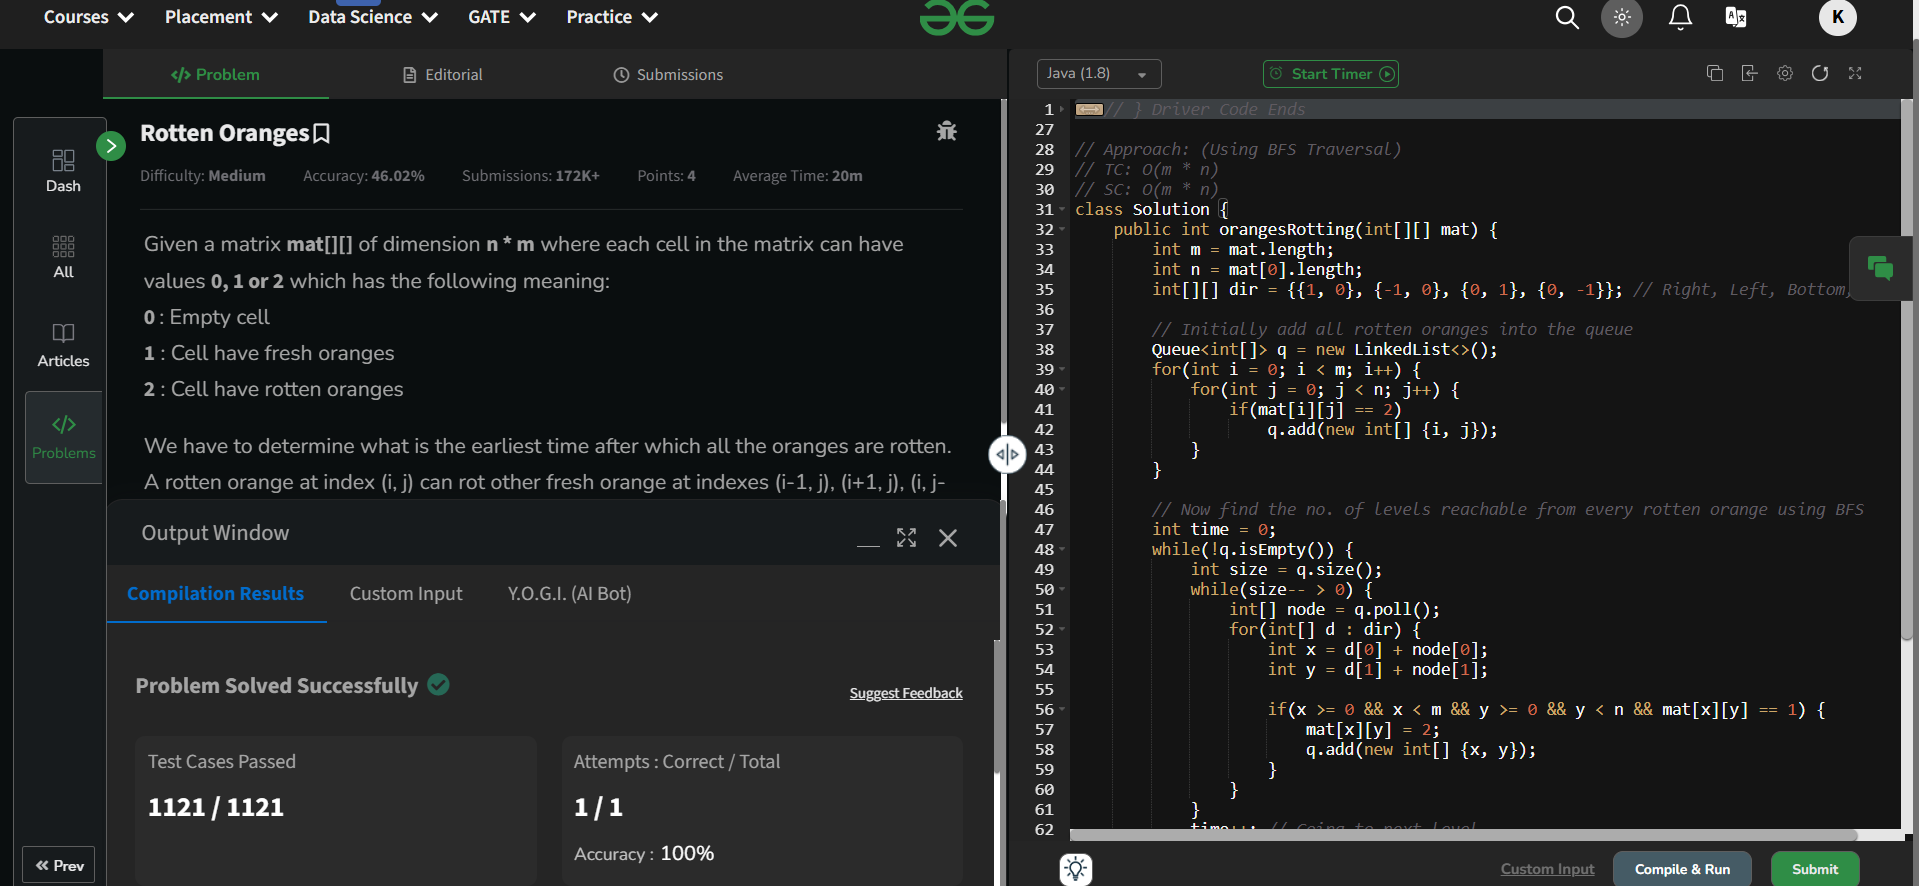 Courses Placement Data Science GATE Practice
K
Problem Editorial Submissions
Dash
All
Articles
Problems
Prev
Rotten Oranges
Difficulty: Medium Accuracy: 46.02% Submissions: 172K+ Points: 4 Average Time: 20m
Given a matrix mat[][] of dimension n * m where each cell in the matrix can have
values 0, 1 or 2 which has the following meaning:
0 : Empty cell
1 : Cell have fresh oranges
2 : Cell have rotten oranges
We have to determine what is the earliest time after which all the oranges are rotten.
A rotten orange at index (i, j) can rot other fresh orange at indexes (i-1, j), (i+1, j), (i, j-
Output Window
Compilation Results Custom Input Y.O.G.I. (AI Bot)
Problem Solved Successfully
Suggest Feedback
Test Cases Passed
1121 / 1121
Attempts : Correct / Total
1 / 1
Accuracy : 100%
Java (1.8) Start Timer
1 // } Driver Code Ends
27
28 // Approach: (Using BFS Traversal)
29 // TC: O(m * n)
30 // SC: O(m * n)
31 class Solution {
32 public int orangesRotting(int[][] mat) {
33 int m = mat.length;
34 int n = mat[0].length;
35 int[][] dir = {{1, 0}, {-1, 0}, {0, 1}, {0, -1}}; // Right, Left, Bottom,
36
37 // Initially add all rotten oranges into the queue
38 Queue<int[]> q = new LinkedList<>();
39 for(int i = 0; i < m; i++) {
40 for(int j = 0; j < n; j++) {
41 if(mat[i][j] == 2)
42 q.add(new int[] {i, j});
43 }
44 }
45
46 // Now find the no. of levels reachable from every rotten orange using BFS
47 int time = 0;
48 while(!q.isEmpty()) {
49 int size = q.size();
50 while(size-- > 0) {
51 int[] node = q.poll();
52 for(int[] d : dir) {
53 int x = d[0] + node[0];
54 int y = d[1] + node[1];
55
56 if(x >= 0 && x < m && y >= 0 && y < n && mat[x][y] == 1) {
57 mat[x][y] = 2;
58 q.add(new int[] {x, y});
59 }
60 }
61 }
62 time++; // Going to next level
Custom Input Compile & Run Submit